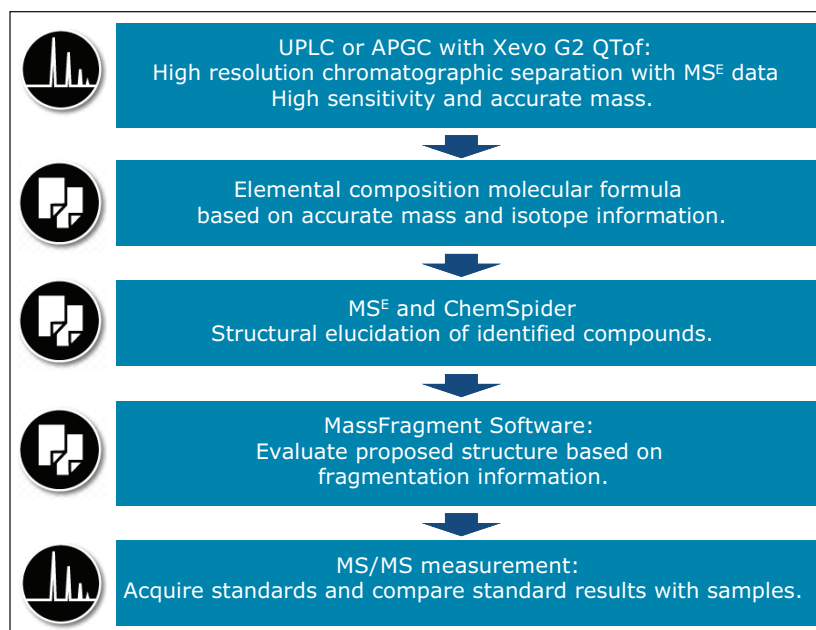 UPLC or APGC with Xevo G2 QTof:
High resolution chromatographic separation with MSᴱ data
High sensitivity and accurate mass.
Elemental composition molecular formula
based on accurate mass and isotope information.
MSᴱ and ChemSpider
Structural elucidation of identified compounds.
MassFragment Software:
Evaluate proposed structure based on
fragmentation information.
MS/MS measurement:
Acquire standards and compare standard results with samples.